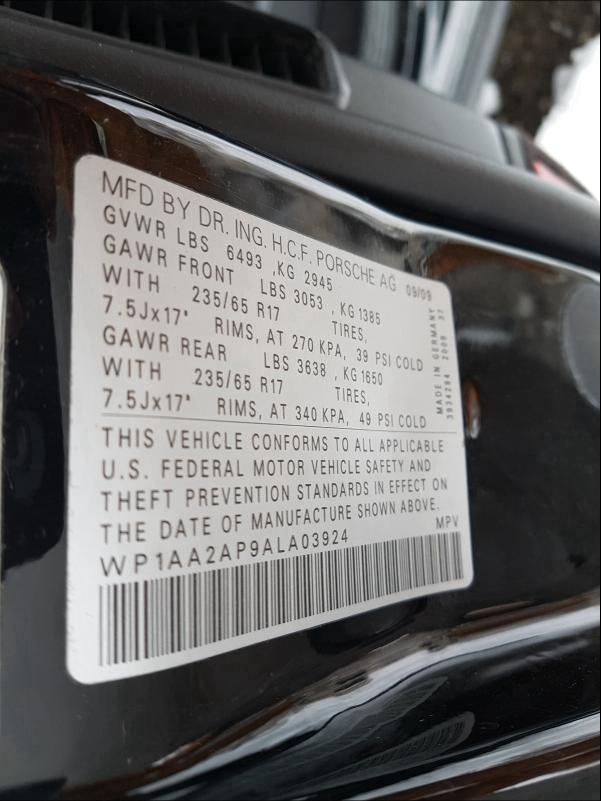 MFD BY DR. ING. H.C.F. PORSCHE AG 09/09
GVWR LBS 6493 , KG 2945
GAWR FRONT LBS 3053 , KG 1385
WITH 235/65 R17 TIRES,
7.5Jx17" RIMS, AT 270 KPA, 39 PSI COLD
GAWR REAR LBS 3638 , KG 1650
WITH 235/65 R17 TIRES,
7.5Jx17" RIMS, AT 340 KPA, 49 PSI COLD
MADE IN GERMANY
3934294 2009 37
THIS VEHICLE CONFORMS TO ALL APPLICABLE
U.S. FEDERAL MOTOR VEHICLE SAFETY AND
THEFT PREVENTION STANDARDS IN EFFECT ON
THE DATE OF MANUFACTURE SHOWN ABOVE.
WP1AA2AP9ALA03924 MPV